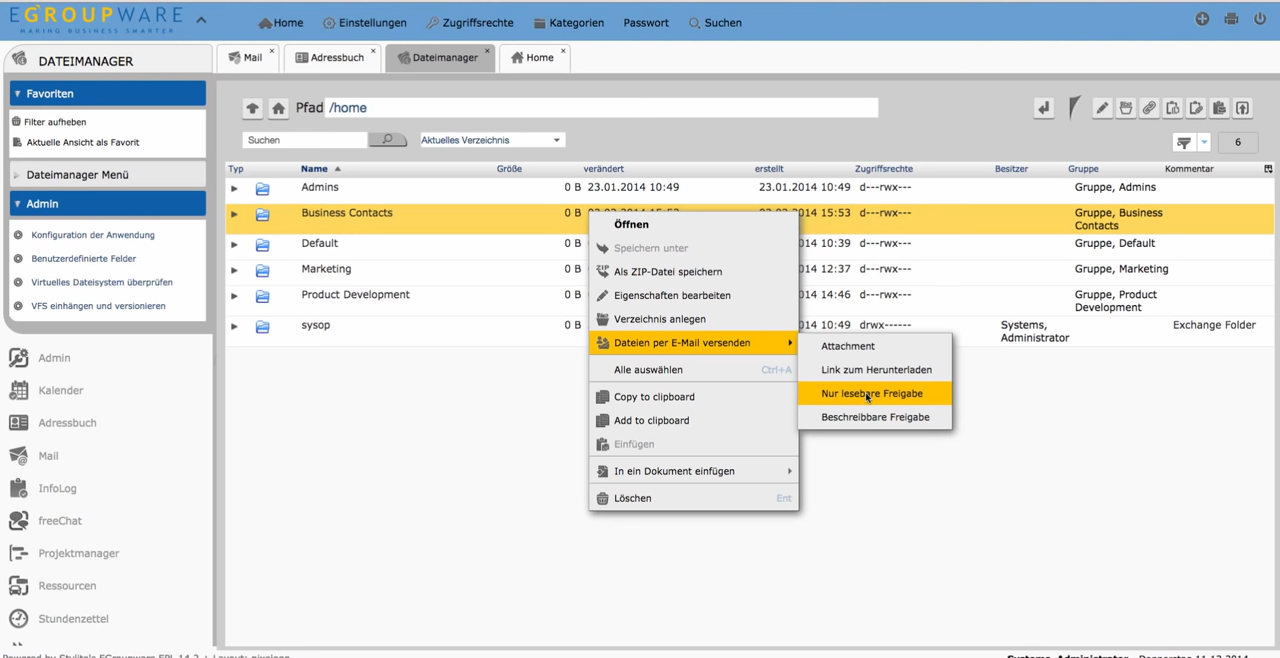 EGROUPWARE
MAKING BUSINESS SMARTER
Home Einstellungen Zugriffsrechte Kategorien Passwort Suchen
DATEIMANAGER
Mail Adressbuch Dateimanager Home
Favoriten
Filter aufheben
Aktuelle Ansicht als Favorit
Dateimanager Menü
Admin
Konfiguration der Anwendung
Benutzerdefinierte Felder
Virtuelles Dateisystem überprüfen
VFS einhängen und versionieren
Admin
Kalender
Adressbuch
Mail
InfoLog
freeChat
Projektmanager
Ressourcen
Stundenzettel
Pfad /home
Suchen Aktuelles Verzeichnis 6
Typ Name Größe verändert erstellt Zugriffsrechte Besitzer Gruppe Kommentar
Admins 0 B 23.01.2014 10:49 23.01.2014 10:49 d---rwx--- Gruppe, Admins
Business Contacts 0 B 2014 15:53 d---rwx--- Gruppe, Business
Contacts
Default 0 B 2014 10:39 d---rwx--- Gruppe, Default
Marketing 0 B 2014 12:37 d---rwx--- Gruppe, Marketing
Product Development 0 B 2014 14:46 d---rwx--- Gruppe, Product
Development
sysop 0 B 2014 10:49 drwx------ Systems, Exchange Folder
Administrator
Öffnen
Speichern unter
ZIP Als ZIP-Datei speichern
Eigenschaften bearbeiten
Verzeichnis anlegen
Dateien per E-Mail versenden
Alle auswählen Ctrl+A
Copy to clipboard
Add to clipboard
Einfügen
In ein Dokument einfügen
Löschen Ent
Attachment
Link zum Herunterladen
Nur lesebare Freigabe
Beschreibbare Freigabe